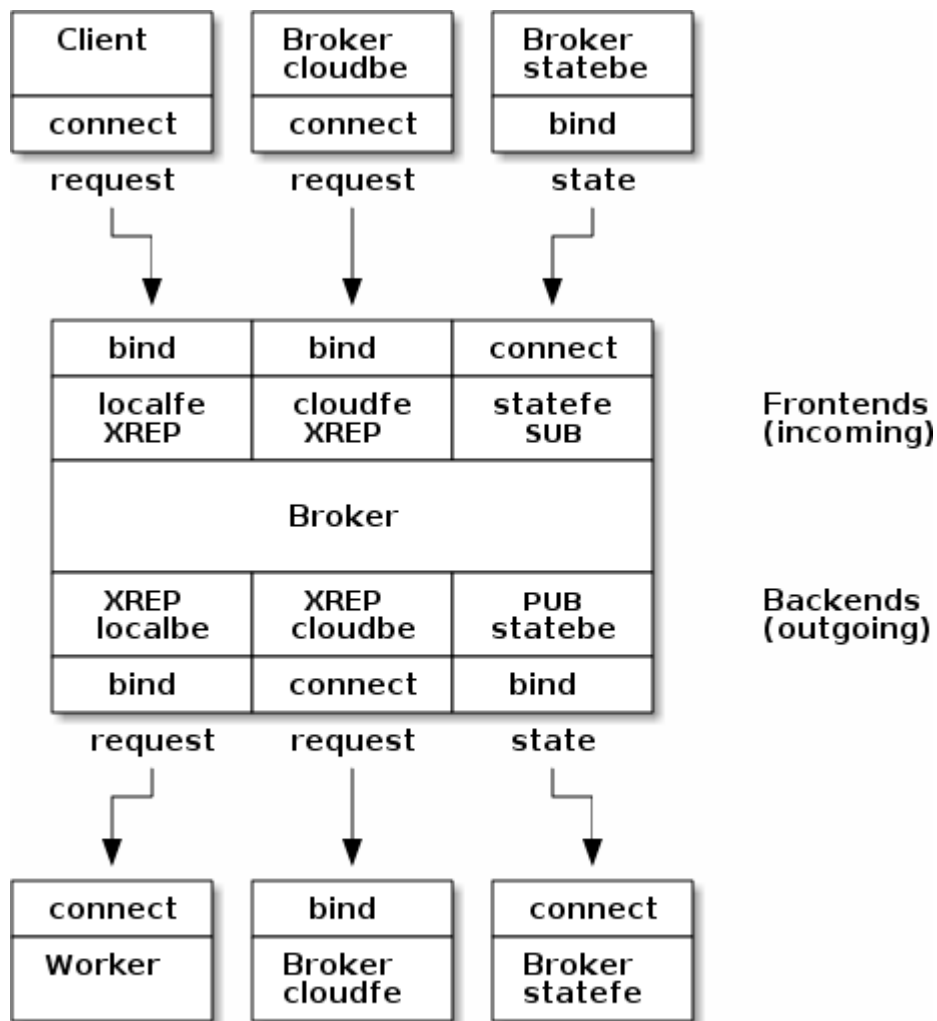 Client
Broker
cloudbe
Broker
statebe
connect
connect
bind
request
request
state
bind
bind
connect
localfe
XREP
cloudfe
XREP
statefe
SUB
Frontends
(incoming)
Broker
XREP
localbe
XREP
cloudbe
PUB
statebe
Backends
(outgoing)
bind
connect
bind
request
request
state
connect
bind
connect
Worker
Broker
cloudfe
Broker
statefe